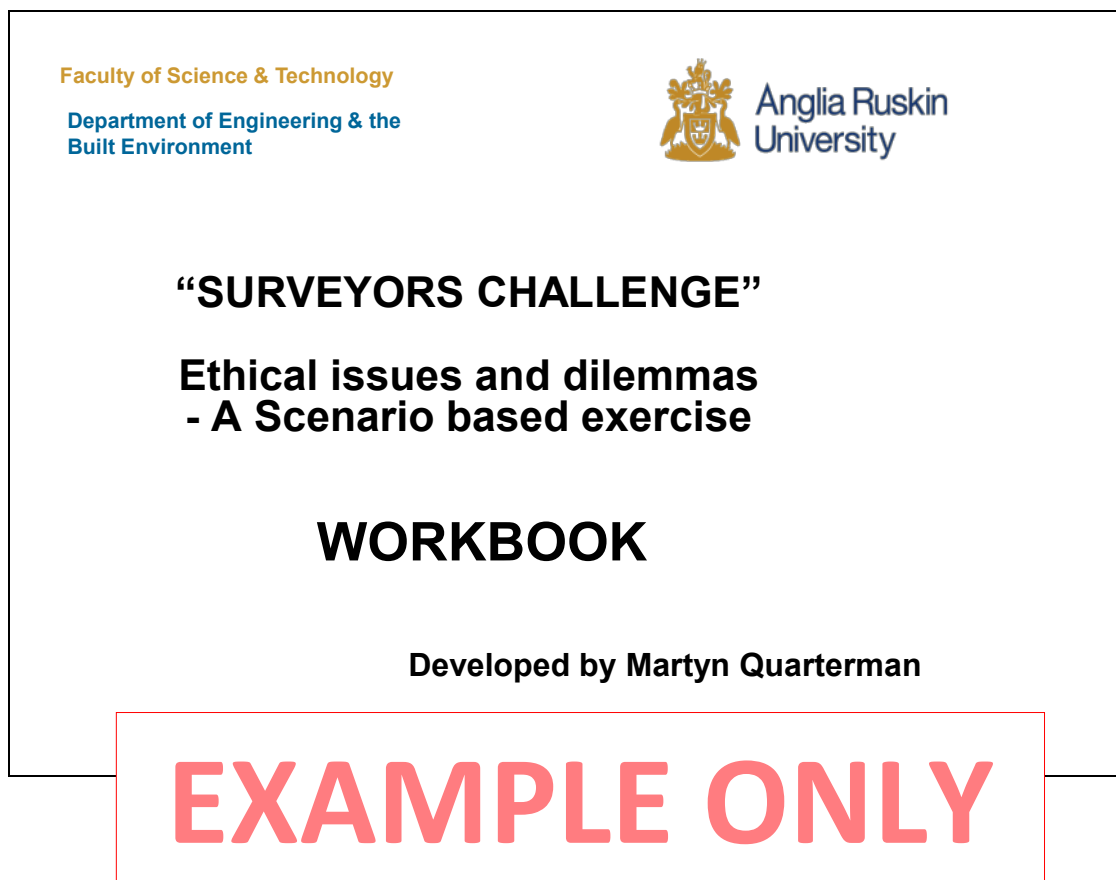 Faculty of Science & Technology
Department of Engineering & the
Built Environment
Anglia Ruskin
University
“SURVEYORS CHALLENGE”
Ethical issues and dilemmas
- A Scenario based exercise
WORKBOOK
Developed by Martyn Quarterman
EXAMPLE ONLY